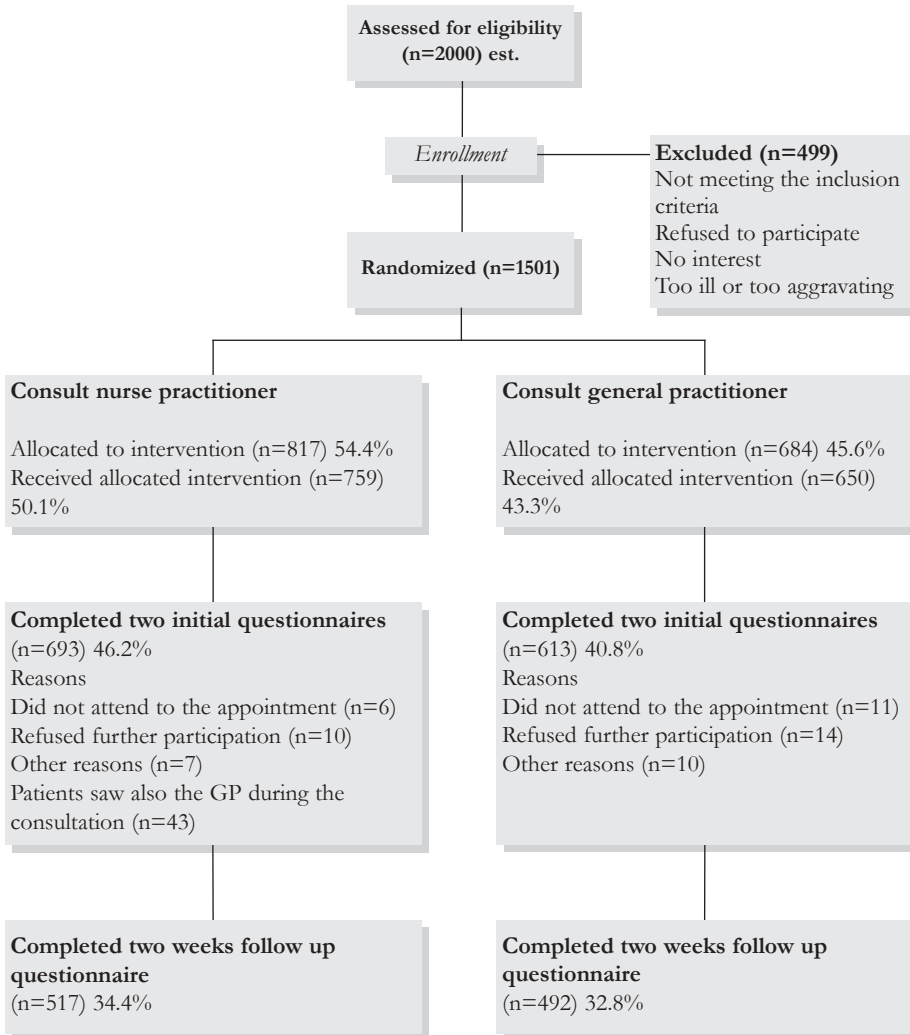 Assessed for eligibility
(n=2000) est.
Enrollment
Excluded (n=499)
Not meeting the inclusion
criteria
Refused to participate
No interest
Too ill or too aggravating
Randomized (n=1501)
Consult nurse practitioner
Allocated to intervention (n=817) 54.4%
Received allocated intervention (n=759)
50.1%
Consult general practitioner
Allocated to intervention (n=684) 45.6%
Received allocated intervention (n=650)
43.3%
Completed two initial questionnaires
(n=693) 46.2%
Reasons
Did not attend to the appointment (n=6)
Refused further participation (n=10)
Other reasons (n=7)
Patients saw also the GP during the
consultation (n=43)
Completed two initial questionnaires
(n=613) 40.8%
Reasons
Did not attend to the appointment (n=11)
Refused further participation (n=14)
Other reasons (n=10)
Completed two weeks follow up
questionnaire
(n=517) 34.4%
Completed two weeks follow up
questionnaire
(n=492) 32.8%